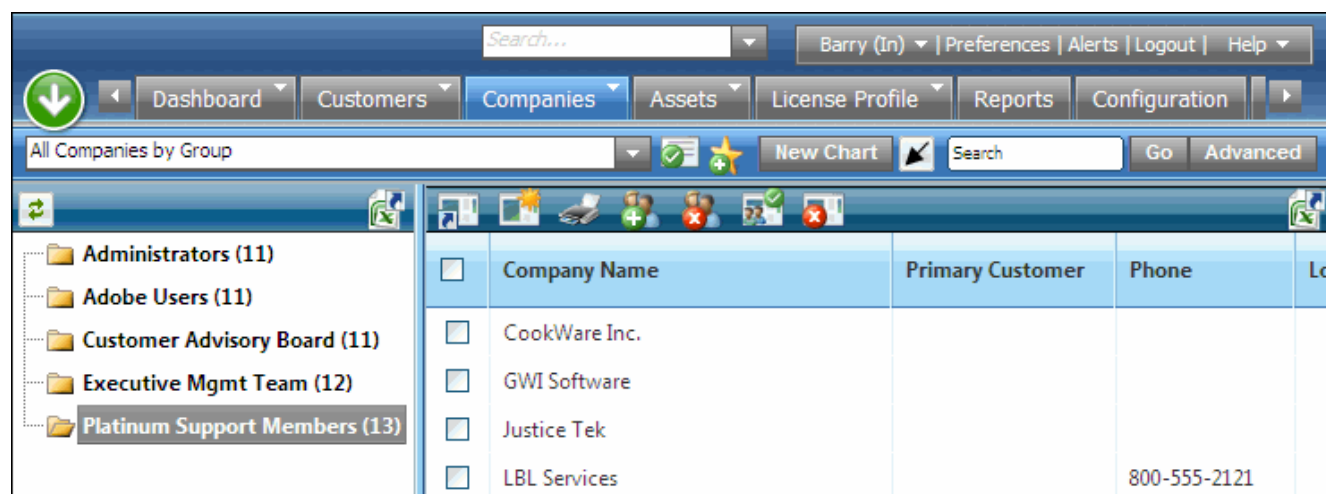 Search...
Barry (In) | Preferences | Alerts | Logout | Help
Dashboard Customers Companies Assets License Profile Reports Configuration
All Companies by Group New Chart Search Go Advanced
Administrators (11)
Adobe Users (11)
Customer Advisory Board (11)
Executive Mgmt Team (12)
Platinum Support Members (13)
Company Name Primary Customer Phone
CookWare Inc.
GWI Software
Justice Tek
LBL Services 800-555-2121